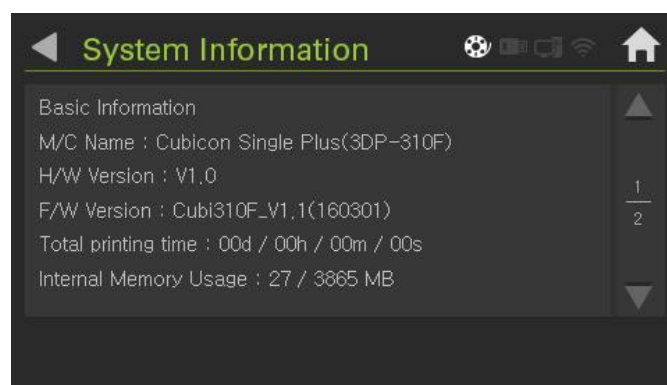 System Information
Basic Information
M/C Name : Cubicon Single Plus(3DP-310F)
H/W Version : V1.0
F/W Version : Cubi310F_V1.1(160301)
Total printing time : 00d / 00h / 00m / 00s
Internal Memory Usage : 27 / 3865 MB
1
2